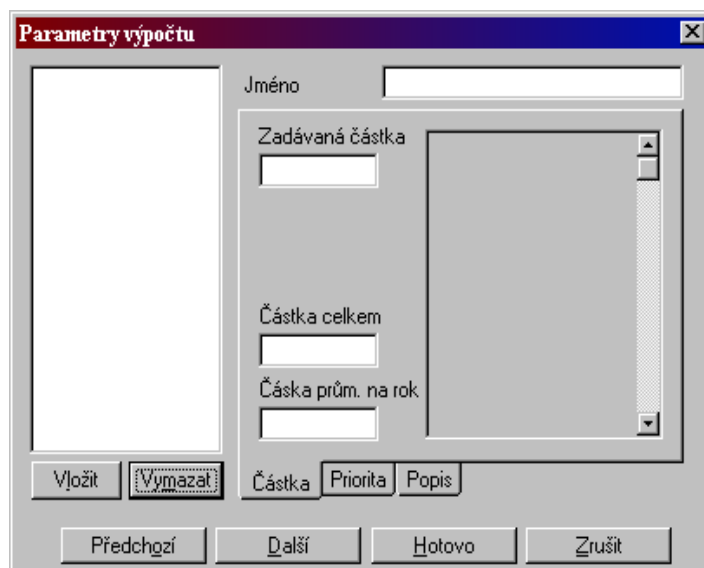 Parametry výpočtu
Jméno
Zadávaná částka
Částka celkem
Čáska prům. na rok
Vložit
Vymazat
Částka
Priorita
Popis
Předchozí
Další
Hotovo
Zrušit